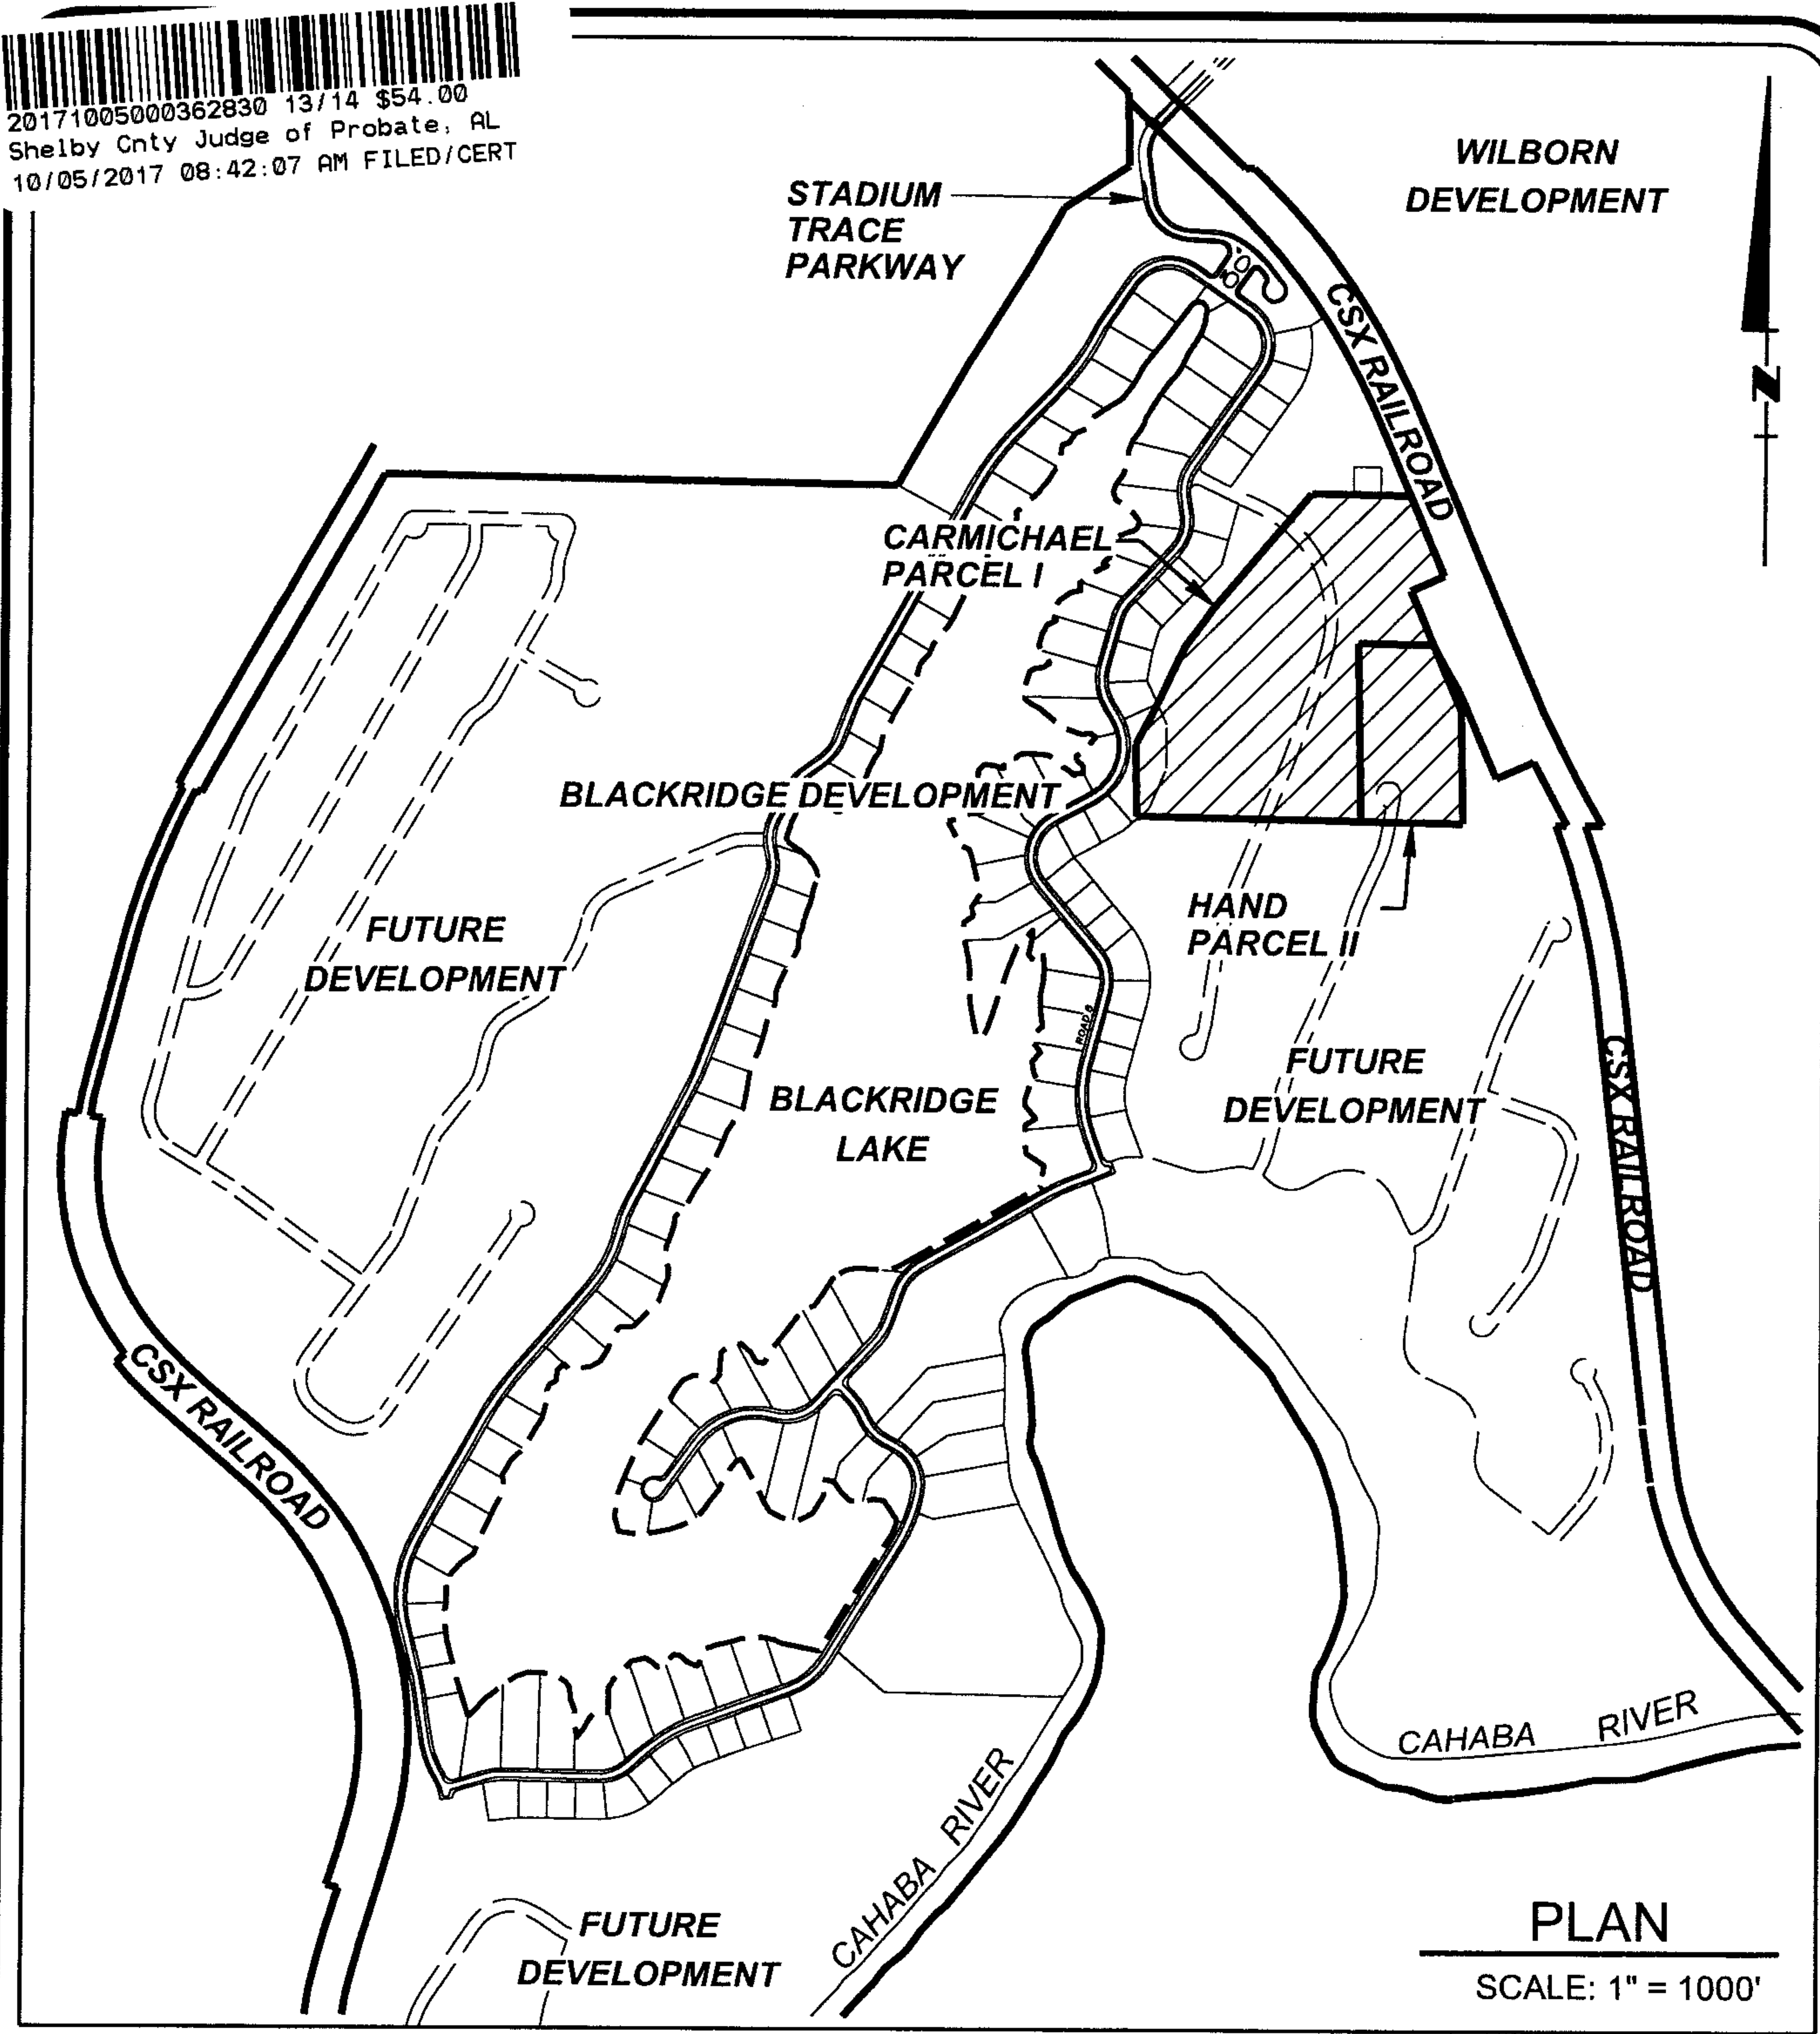 20171005000362830 13/14 $54.00
Shelby Cnty Judge of Probate, AL
10/05/2017 08:42:07 AM FILED/CERT
WILBORN
DEVELOPMENT
STADIUM
TRACE
PARKWAY
CSX RAILROAD
N
CARMICHAEL
PARCEL I
BLACKRIDGE DEVELOPMENT
HAND
PARCEL II
FUTURE
DEVELOPMENT
ROAD 8
BLACKRIDGE
LAKE
FUTURE
DEVELOPMENT
CSX RAILROAD
CSX RAILROAD
CAHABA RIVER
CAHABA RIVER
FUTURE
DEVELOPMENT
PLAN
SCALE: 1" = 1000'